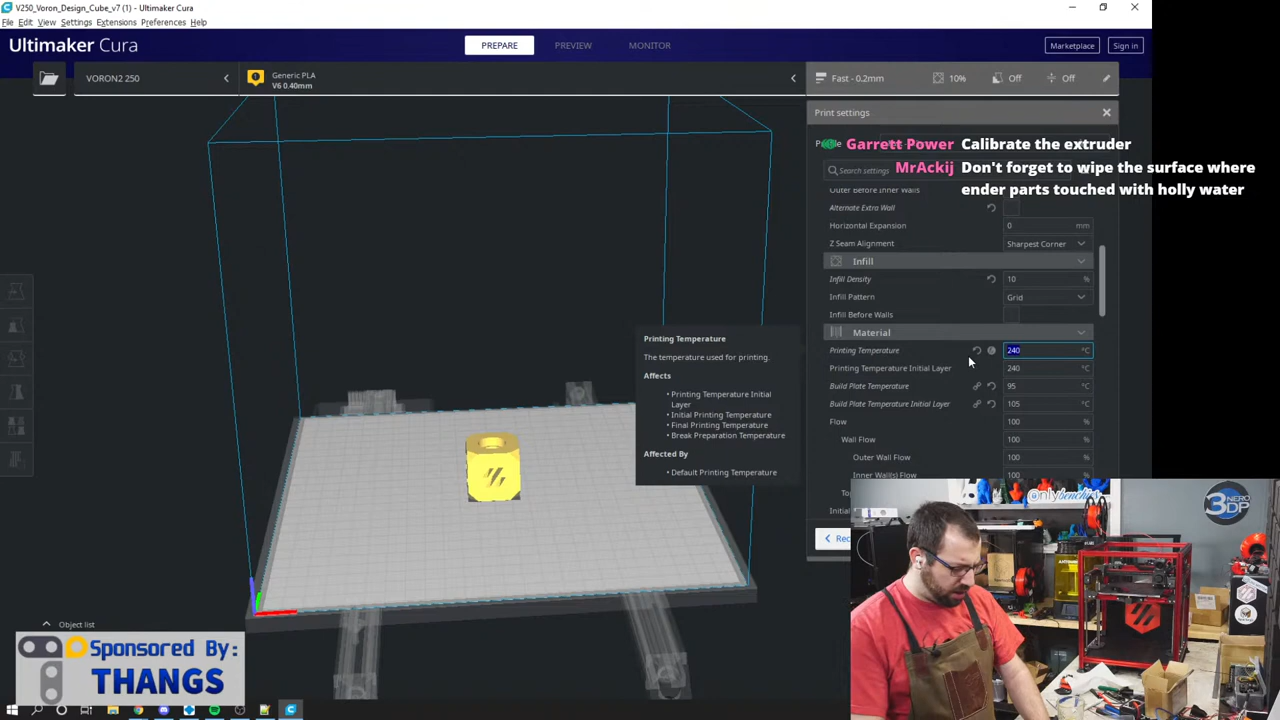 V250_Voron_Design_Cube_v7 (1) - Ultimaker Cura
File Edit View Settings Extensions Preferences Help
Ultimaker Cura
PREPARE
PREVIEW
MONITOR
Marketplace
Sign in
VORON2 250
Generic PLA
V6 0.40mm
Fast - 0.2mm
10%
Off
Off
Print settings
Garrett Power Calibrate the extruder
MrAckij Don't forget to wipe the surface where
ender parts touched with holly water
Search settings
Outer Before Inner Walls
Alternate Extra Wall
Horizontal Expansion 0 mm
Z Seam Alignment Sharpest Corner
Infill
Infill Density 10 %
Infill Pattern Grid
Infill Before Walls
Material
Printing Temperature 240 °C
Printing Temperature Initial Layer 240 °C
Build Plate Temperature 95 °C
Build Plate Temperature Initial Layer 105 °C
Flow 100 %
Wall Flow 100 %
Outer Wall Flow 100 %
Inner Wall(s) Flow 100 %
Printing Temperature
The temperature used for printing.
Affects
• Printing Temperature Initial
Layer
• Initial Printing Temperature
• Final Printing Temperature
• Break Preparation Temperature
Affected By
• Default Printing Temperature
Object list
Sponsored By:
THANGS
onlybenchys
NERO
3DP